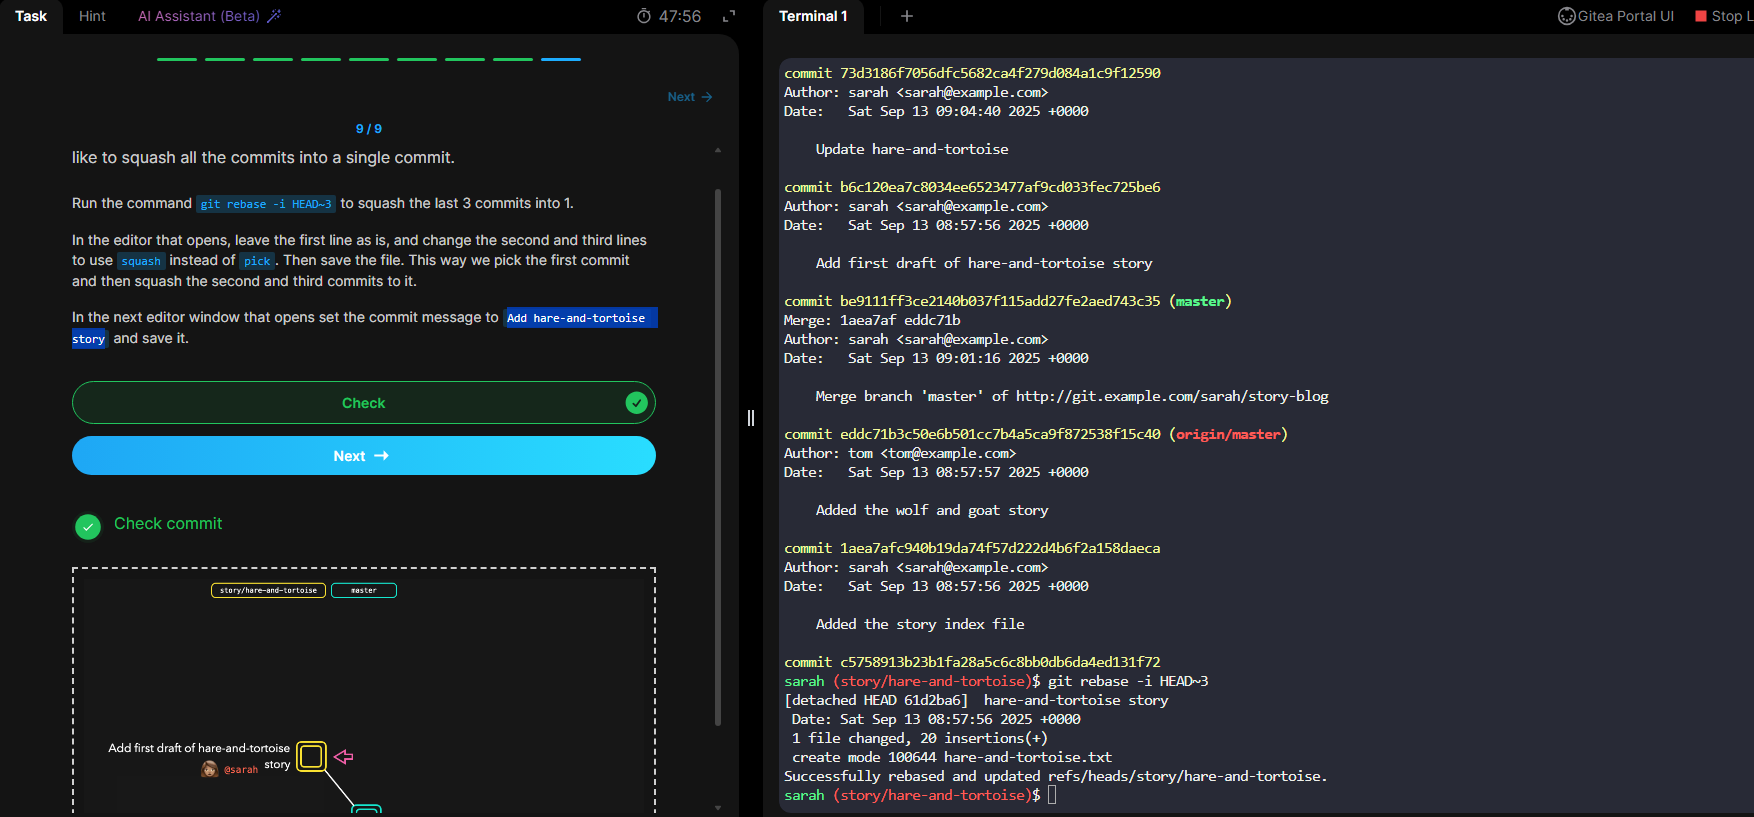 Task Hint AI Assistant (Beta) 47:56
Next →
9 / 9
like to squash all the commits into a single commit.
Run the command git rebase -i HEAD~3 to squash the last 3 commits into 1.
In the editor that opens, leave the first line as is, and change the second and third lines
to use squash instead of pick. Then save the file. This way we pick the first commit
and then squash the second and third commits to it.
In the next editor window that opens set the commit message to Add hare-and-tortoise
story and save it.
Check
Next →
Check commit
story/hare-and-tortoise master
Add first draft of hare-and-tortoise
story
@sarah
Terminal 1 + Gitea Portal UI Stop L
commit 73d3186f7056dfc5682ca4f279d084a1c9f12590
Author: sarah <sarah@example.com>
Date:   Sat Sep 13 09:04:40 2025 +0000
Update hare-and-tortoise
commit b6c120ea7c8034ee6523477af9cd033fec725be6
Author: sarah <sarah@example.com>
Date:   Sat Sep 13 08:57:56 2025 +0000
Add first draft of hare-and-tortoise story
commit be9111ff3ce2140b037f115add27fe2aed743c35 (master)
Merge: 1aea7af eddc71b
Author: sarah <sarah@example.com>
Date:   Sat Sep 13 09:01:16 2025 +0000
Merge branch 'master' of http://git.example.com/sarah/story-blog
commit eddc71b3c50e6b501cc7b4a5ca9f872538f15c40 (origin/master)
Author: tom <tom@example.com>
Date:   Sat Sep 13 08:57:57 2025 +0000
Added the wolf and goat story
commit 1aea7afc940b19da74f57d222d4b6f2a158daeca
Author: sarah <sarah@example.com>
Date:   Sat Sep 13 08:57:56 2025 +0000
Added the story index file
commit c5758913b23b1fa28a5c6c8bb0db6da4ed131f72
sarah (story/hare-and-tortoise)$ git rebase -i HEAD~3
[detached HEAD 61d2ba6]  hare-and-tortoise story
Date: Sat Sep 13 08:57:56 2025 +0000
1 file changed, 20 insertions(+)
create mode 100644 hare-and-tortoise.txt
Successfully rebased and updated refs/heads/story/hare-and-tortoise.
sarah (story/hare-and-tortoise)$